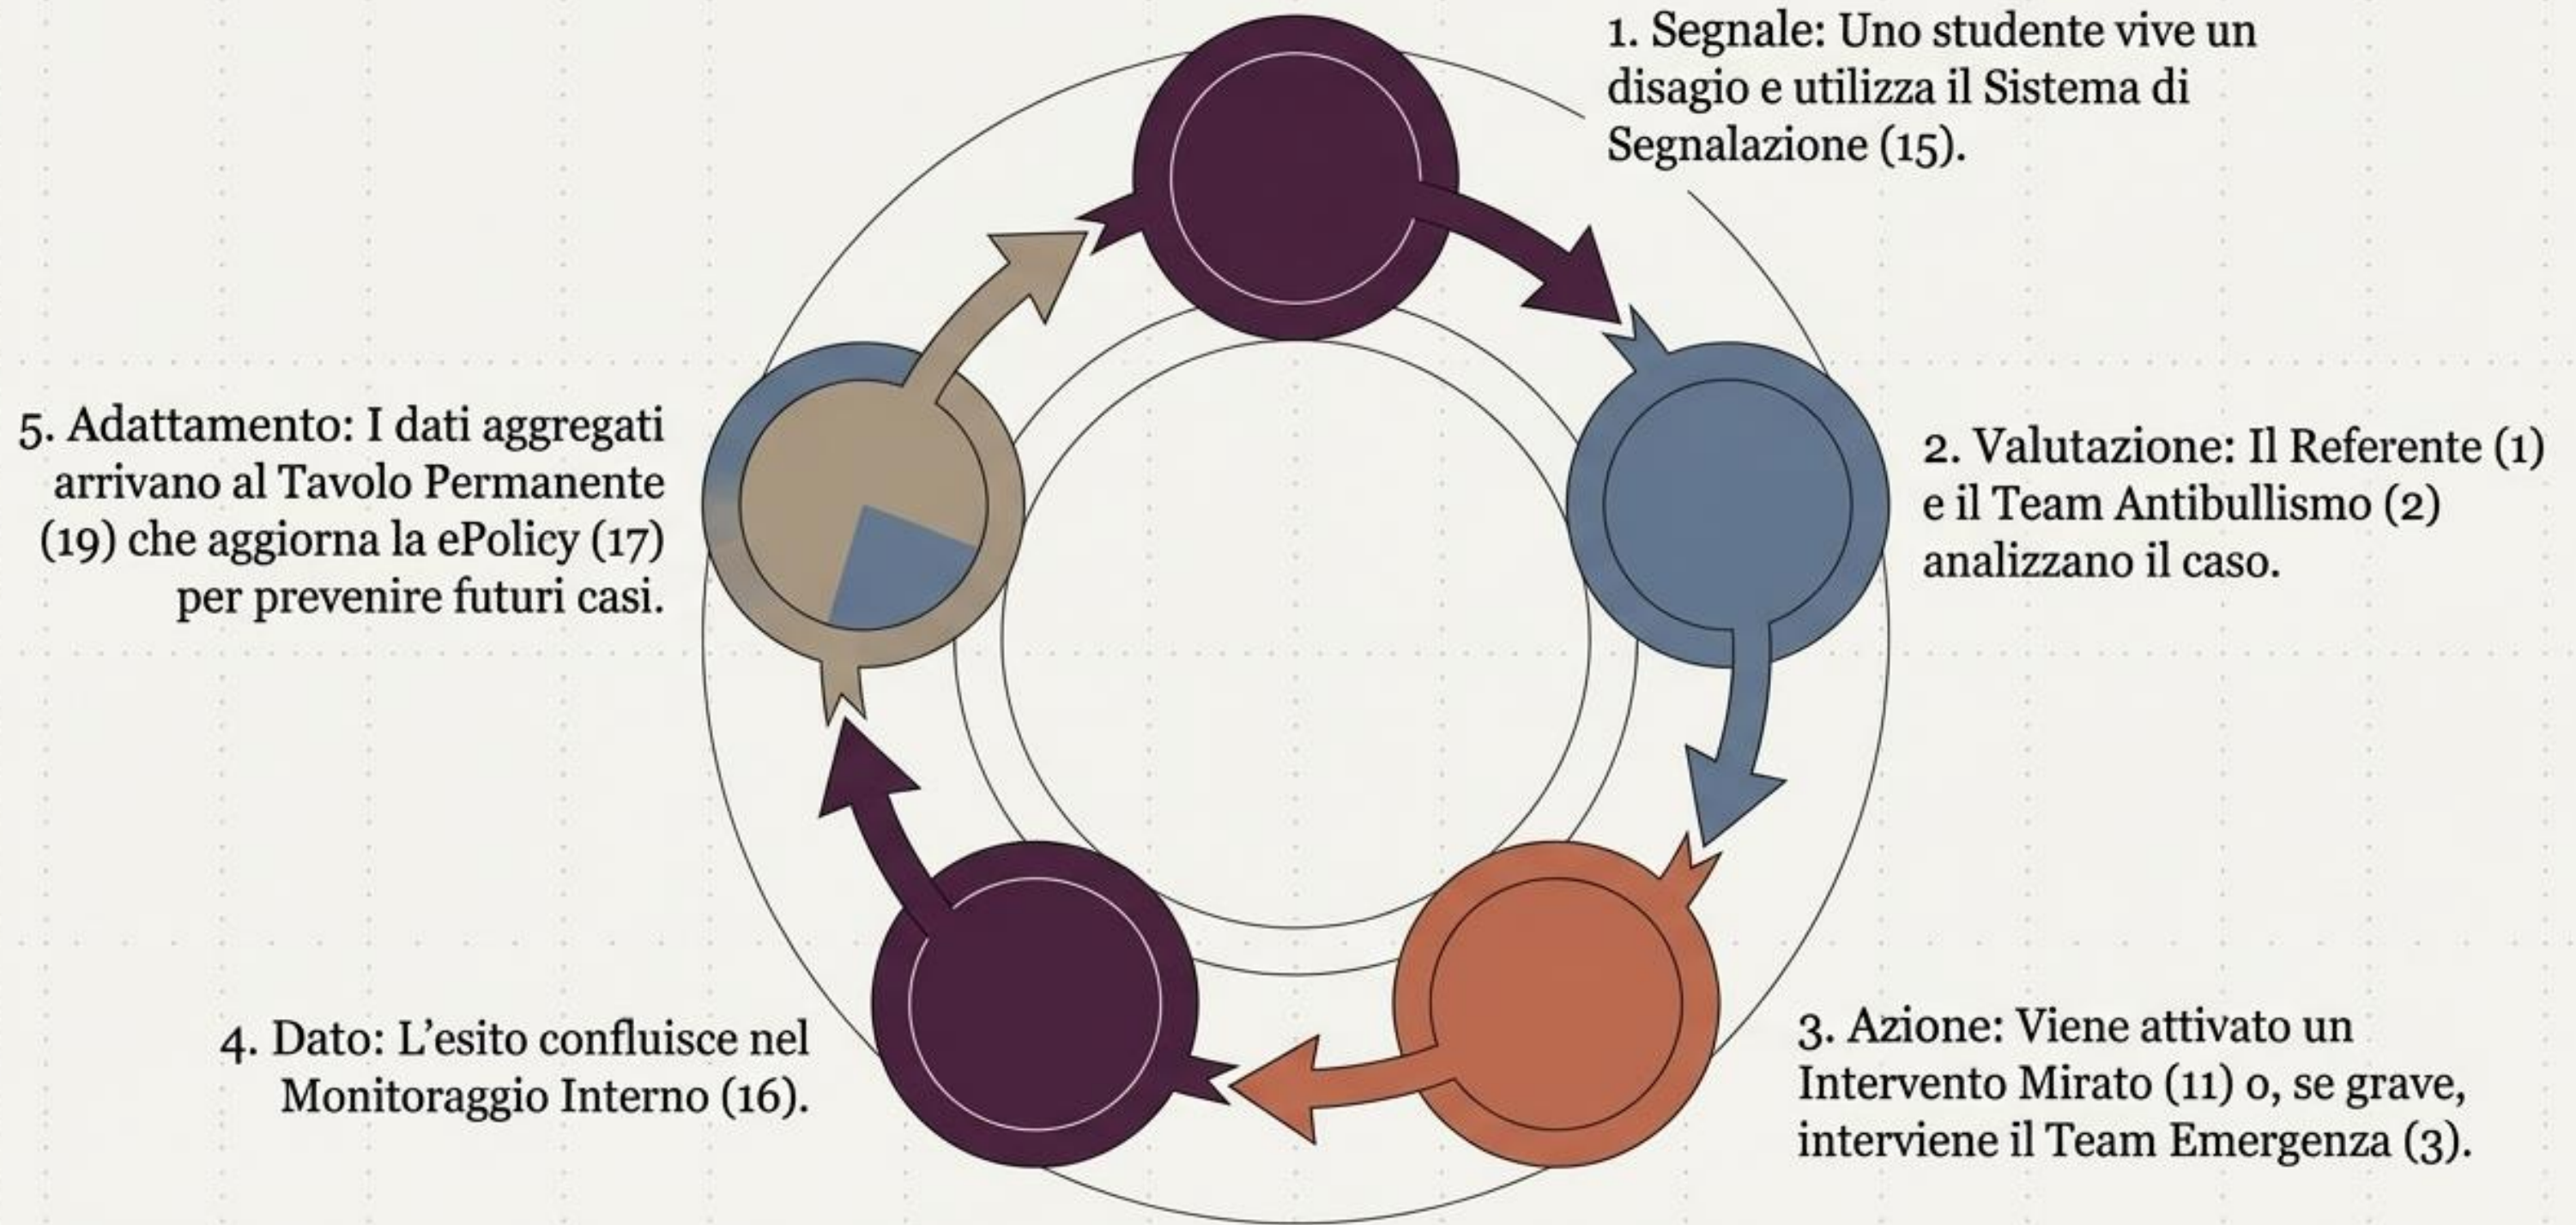 1. Segnale: Uno studente vive un
disagio e utilizza il Sistema di
Segnalazione (15).
2. Valutazione: Il Referente (1)
e il Team Antibullismo (2)
analizzano il caso.
3. Azione: Viene attivato un
Intervento Mirato (11) o, se grave,
interviene il Team Emergenza (3).
4. Dato: L’esito confluisce nel
Monitoraggio Interno (16).
5. Adattamento: I dati aggregati
arrivano al Tavolo Permanente
(19) che aggiorna la ePolicy (17)
per prevenire futuri casi.